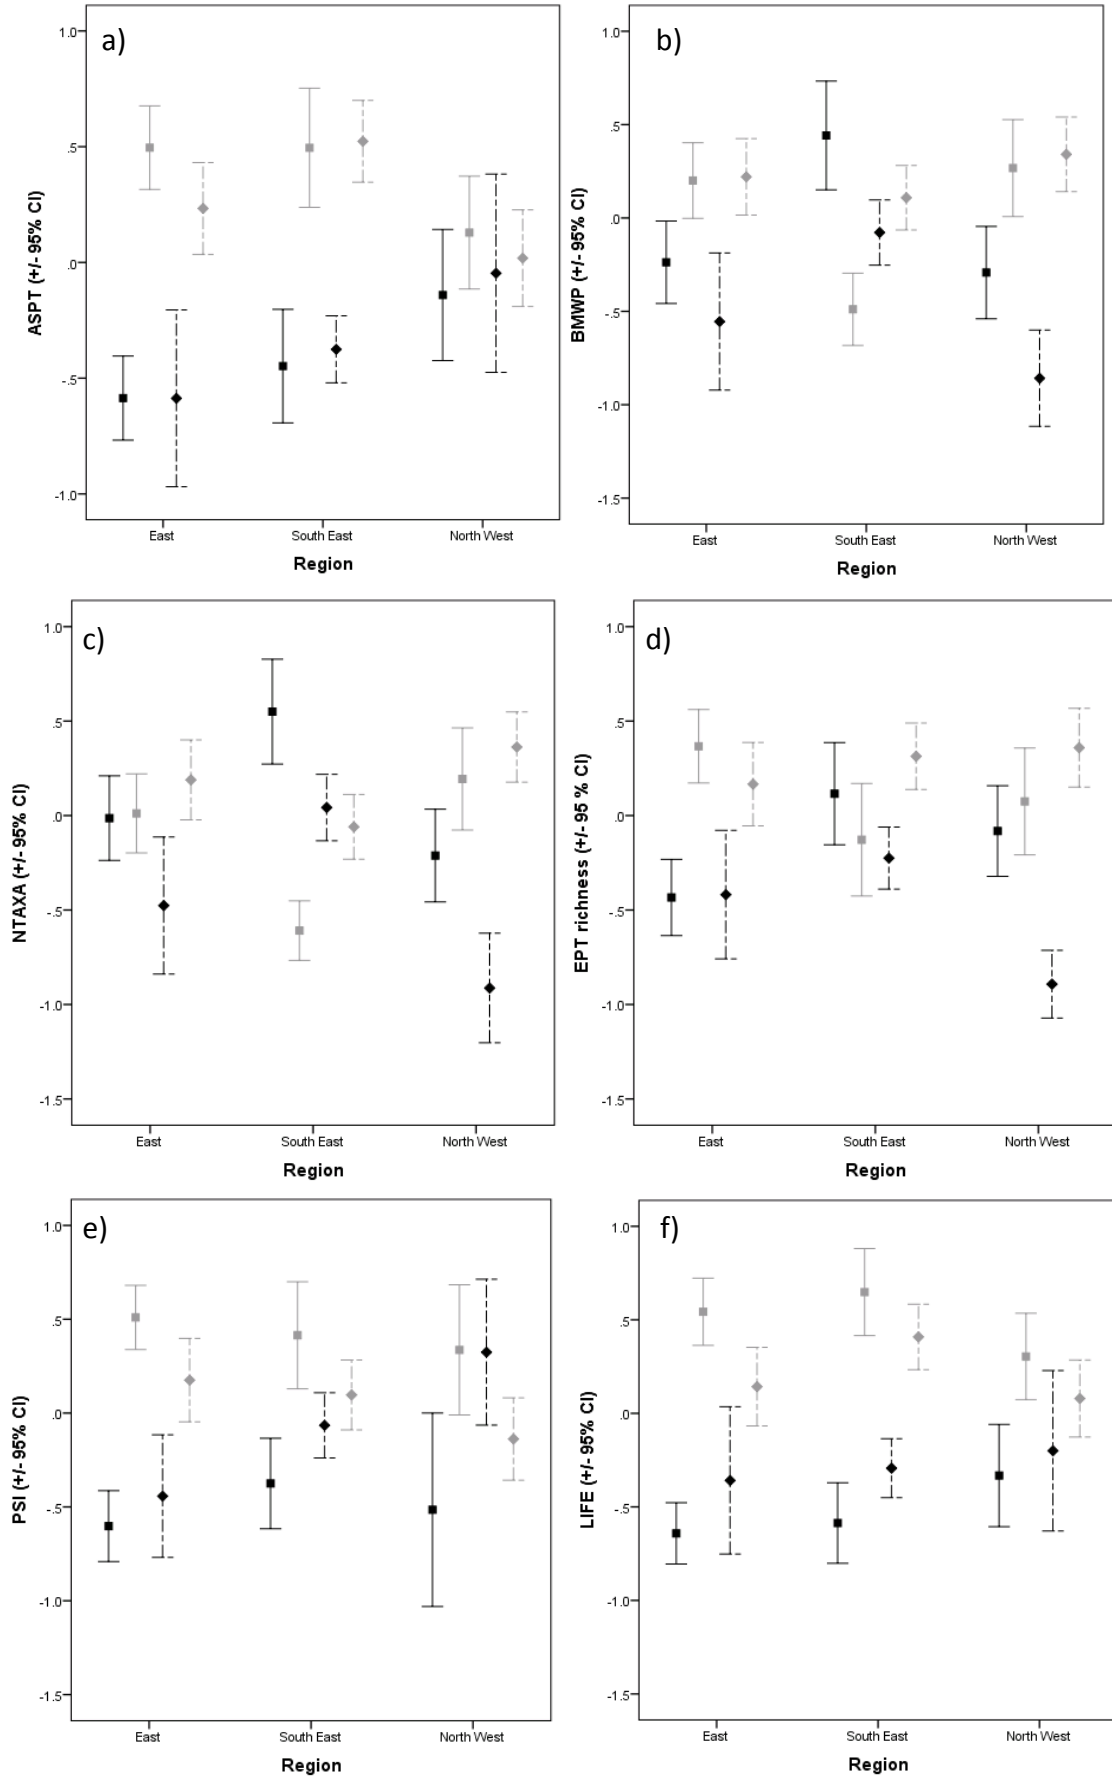 a)
1.0
.5
.0
-.5
-1.0
ASPT (+/- 95% CI)
East
South East
North West
Region
b)
1.0
.5
.0
-.5
-1.0
-1.5
BMWP (+/- 95% CI)
East
South East
North West
Region
c)
1.0
.5
.0
-.5
-1.0
-1.5
NTAXA (+/- 95% CI)
East
South East
North West
Region
d)
1.0
.5
.0
-.5
-1.0
-1.5
EPT richness (+/- 95 % CI)
East
South East
North West
Region
e)
1.0
.5
.0
-.5
-1.0
-1.5
PSI (+/- 95% CI)
East
South East
North West
Region
f)
1.0
.5
.0
-.5
-1.0
-1.5
LIFE (+/- 95% CI)
East
South East
North West
Region